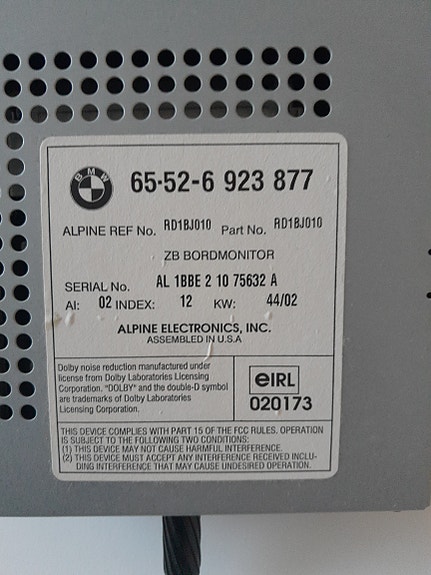 BMW
65·52-6 923 877
ALPINE REF No. RD1BJ010 Part No. RD1BJ010
ZB BORDMONITOR
SERIAL No. AL 1BBE 2 10 75632 A
AI: 02 INDEX: 12 KW: 44/02
ALPINE ELECTRONICS, INC.
ASSEMBLED IN U.S.A
Dolby noise reduction manufactured under
license from Dolby Laboratories Licensing
Corporation. "DOLBY" and the double-D symbol
are trademarks of Dolby Laboratories
Licensing Corporation.
eIRL
020173
THIS DEVICE COMPLIES WITH PART 15 OF THE FCC RULES. OPERATION
IS SUBJECT TO THE FOLLOWING TWO CONDITIONS:
(1) THIS DEVICE MAY NOT CAUSE HARMFUL INTERFERENCE.
(2) THIS DEVICE MUST ACCEPT ANY INTERFERENCE RECEIVED INCLU-
DING INTERFERENCE THAT MAY CAUSE UNDESIRED OPERATION.